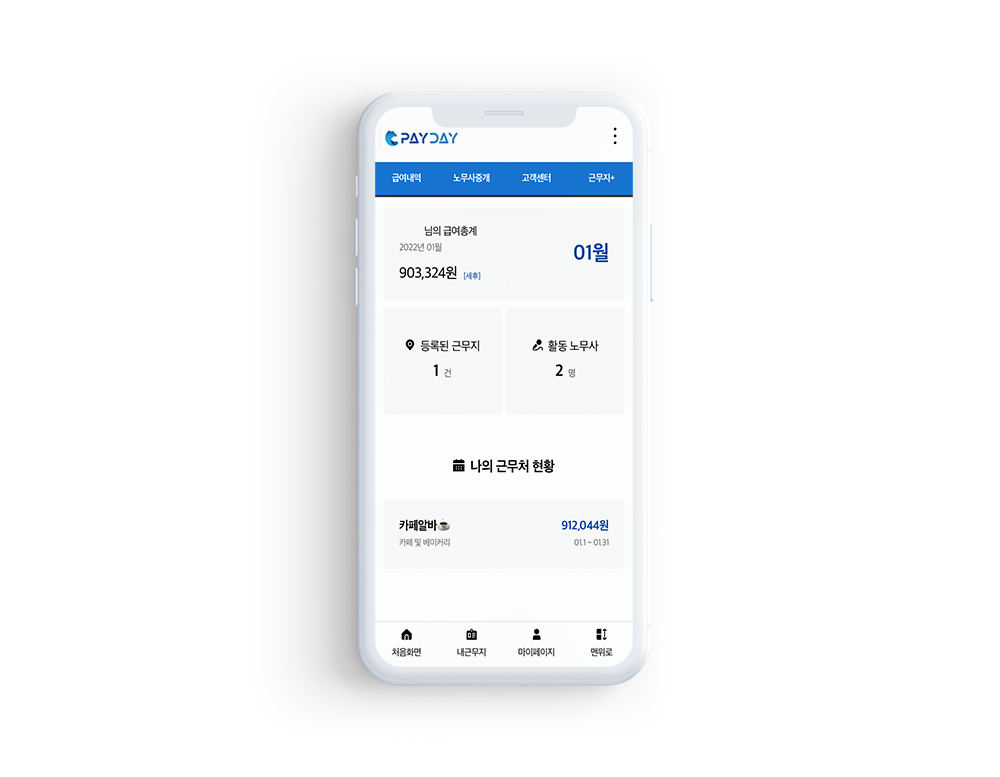 PAYDAY
급여내역 노무사중개 고객센터 근무지+
님의 급여총계
2022년 01월
01월
903,324원 [세후]
등록된 근무지 활동 노무사
1 건 2 명
나의 근무처 현황
카페알바☕ 912,044원
카페 및 베이커리 01.1 ~ 01.31
처음화면 내근무지 마이페이지 맨위로